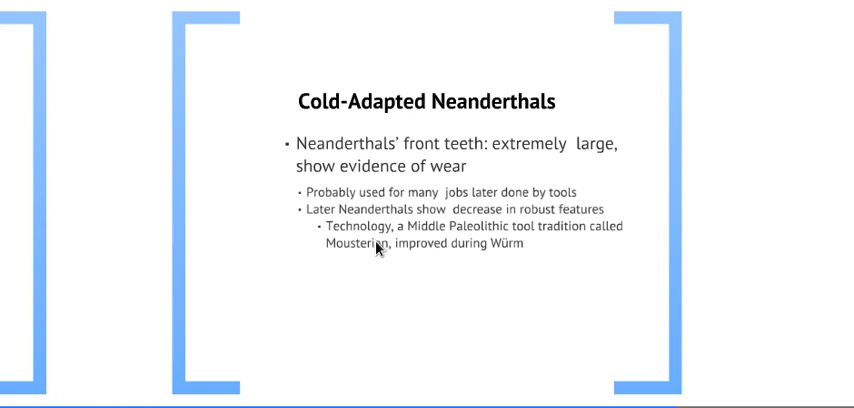 Cold-Adapted Neanderthals
• Neanderthals’ front teeth: extremely large,
show evidence of wear
• Probably used for many jobs later done by tools
• Later Neanderthals show decrease in robust features
• Technology, a Middle Paleolithic tool tradition called
Mousterian, improved during Würm